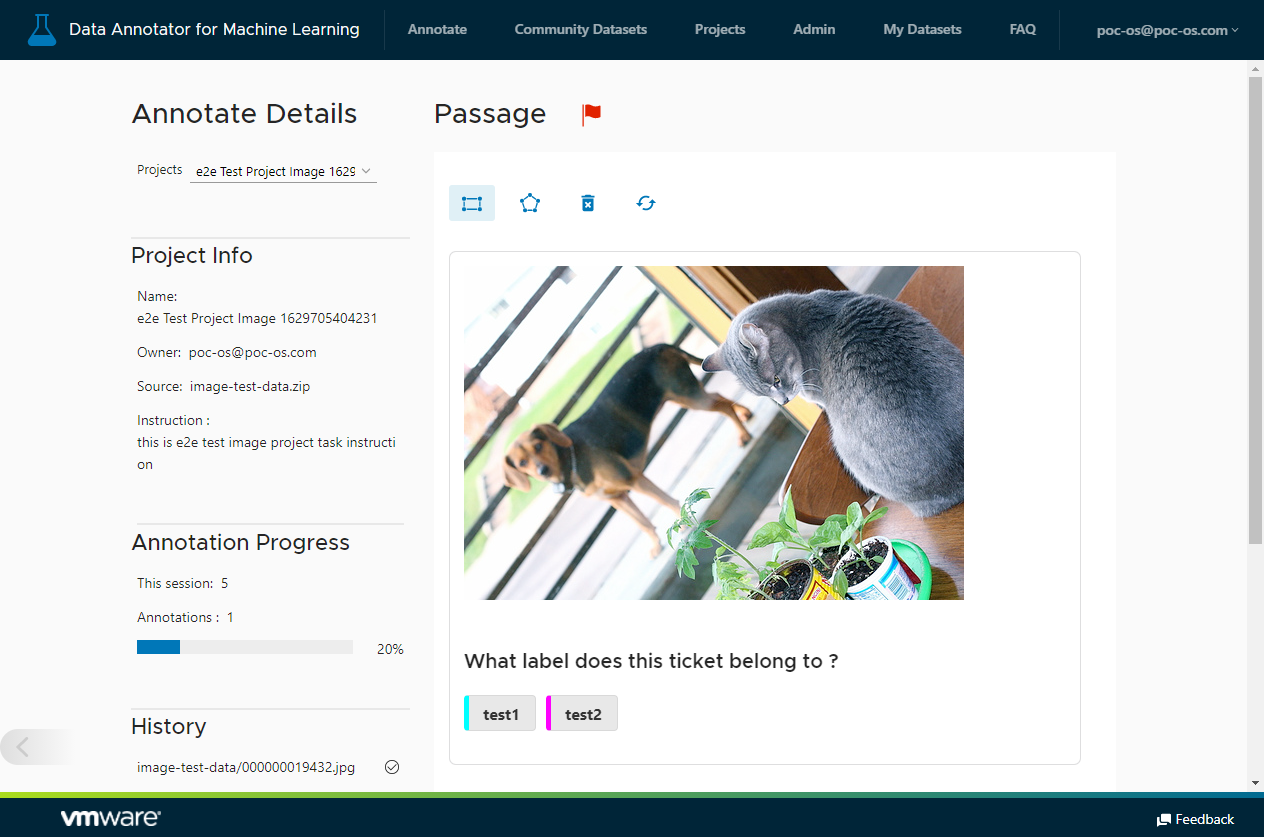 Data Annotator for Machine Learning
Annotate
Community Datasets
Projects
Admin
My Datasets
FAQ
poc-os@poc-os.com
Annotate Details
Projects
e2e Test Project Image 1629
Project Info
Name:
e2e Test Project Image 1629705404231
Owner: poc-os@poc-os.com
Source: image-test-data.zip
Instruction :
this is e2e test image project task instructi
on
Annotation Progress
This session: 5
Annotations : 1
20%
History
image-test-data/000000019432.jpg
Passage
What label does this ticket belong to ?
test1
test2
vmware
Feedback